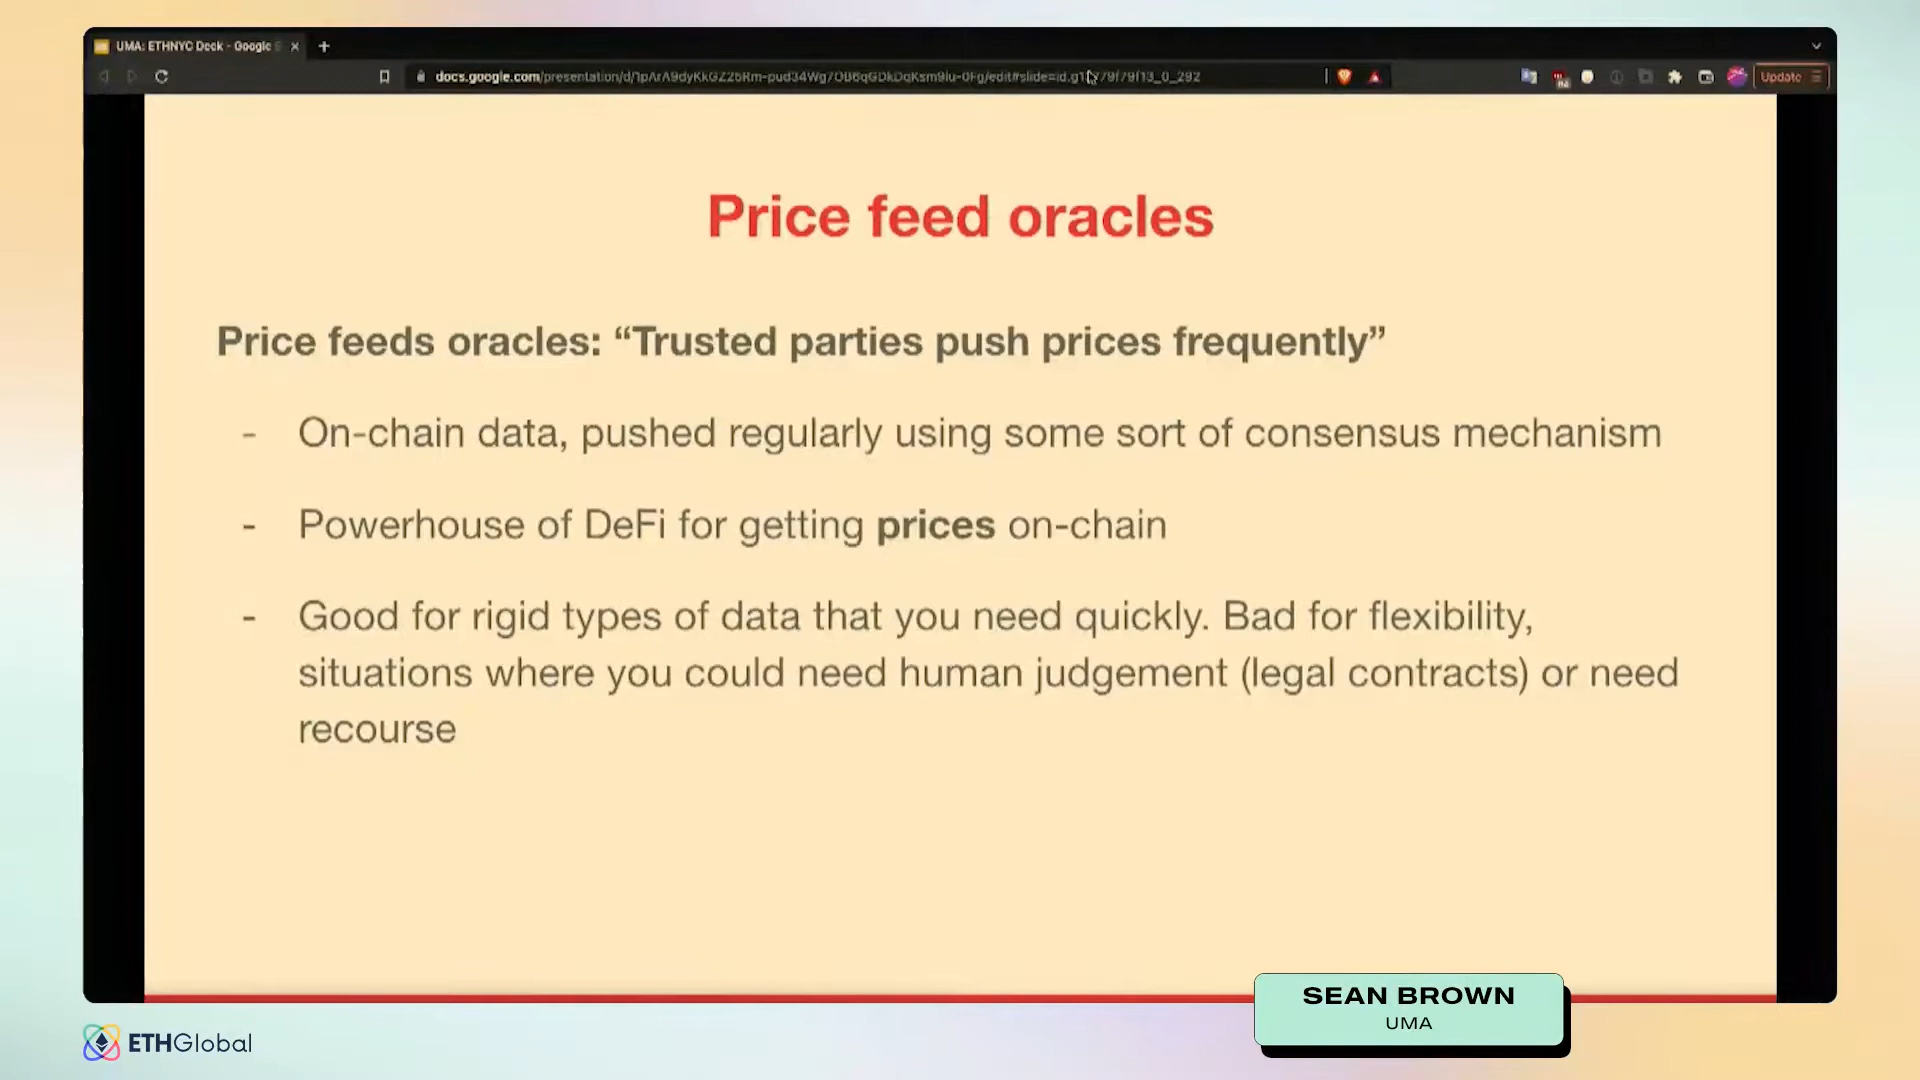 UMA: ETHNYC Deck - Google S
docs.google.com/presentation/d/
Update
Price feed oracles
Price feeds oracles: “Trusted parties push prices frequently”
- On-chain data, pushed regularly using some sort of consensus mechanism
- Powerhouse of DeFi for getting prices on-chain
- Good for rigid types of data that you need quickly. Bad for flexibility,
situations where you could need human judgement (legal contracts) or need
recourse
SEAN BROWN
UMA
ETHGlobal